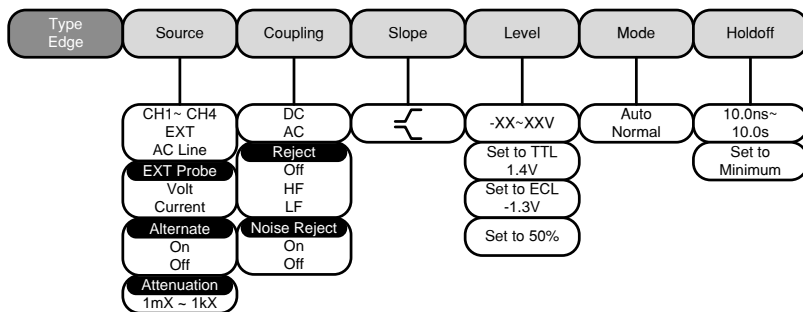 Type
Edge
Source
Coupling
Slope
Level
Mode
Holdoff
CH1~ CH4
EXT
AC Line
EXT Probe
Volt
Current
Alternate
On
Off
Attenuation
1mX ~ 1kX
DC
AC
Reject
Off
HF
LF
Noise Reject
On
Off
-XX~XXV
Set to TTL
1.4V
Set to ECL
-1.3V
Set to 50%
Auto
Normal
10.0ns~
10.0s
Set to
Minimum